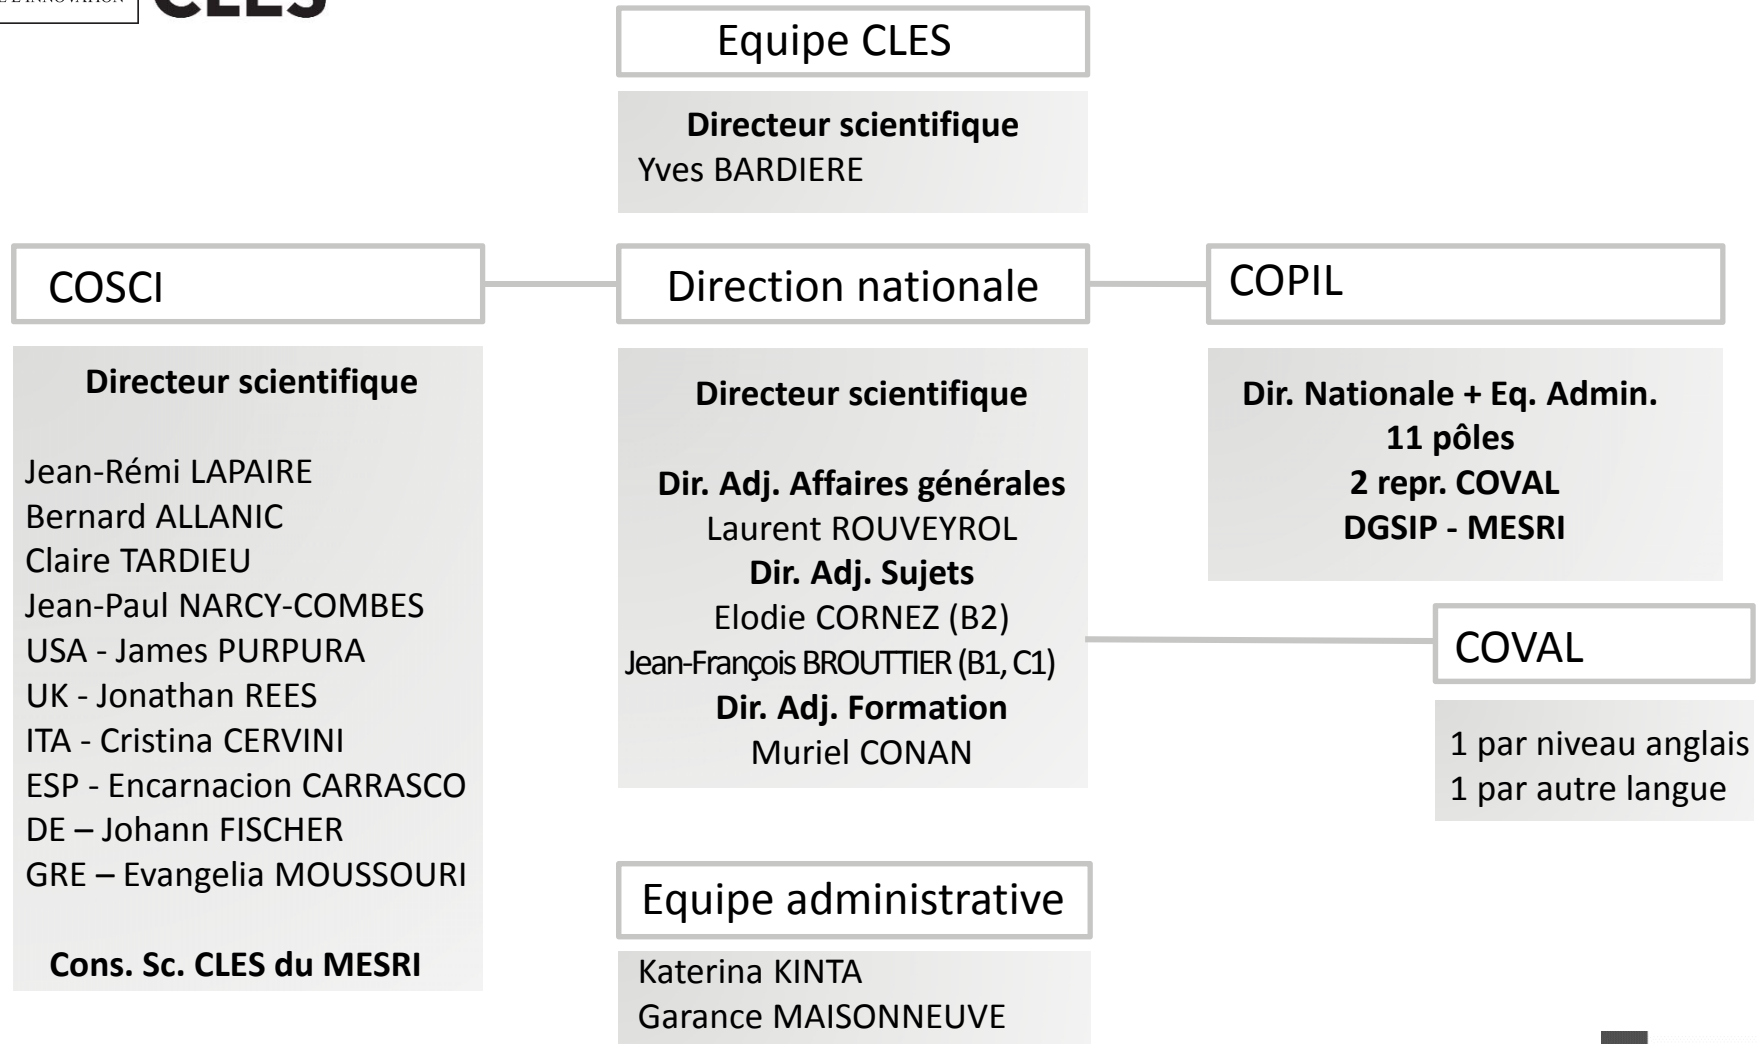 CLES
Equipe CLES
Directeur scientifique
Yves BARDIERE
COSCI
Directeur scientifique
Jean-Rémi LAPAIRE
Bernard ALLANIC
Claire TARDIEU
Jean-Paul NARCY-COMBES
USA - James PURPURA
UK - Jonathan REES
ITA - Cristina CERVINI
ESP - Encarnacion CARRASCO
DE – Johann FISCHER
GRE – Evangelia MOUSSOURI
Cons. Sc. CLES du MESRI
Direction nationale
Directeur scientifique
Dir. Adj. Affaires générales
Laurent ROUVEYROL
Dir. Adj. Sujets
Elodie CORNEZ (B2)
Jean-François BROUTTIER (B1, C1)
Dir. Adj. Formation
Muriel CONAN
COPIL
Dir. Nationale + Eq. Admin.
11 pôles
2 repr. COVAL
DGSIP - MESRI
COVAL
1 par niveau anglais
1 par autre langue
Equipe administrative
Katerina KINTA
Garance MAISONNEUVE